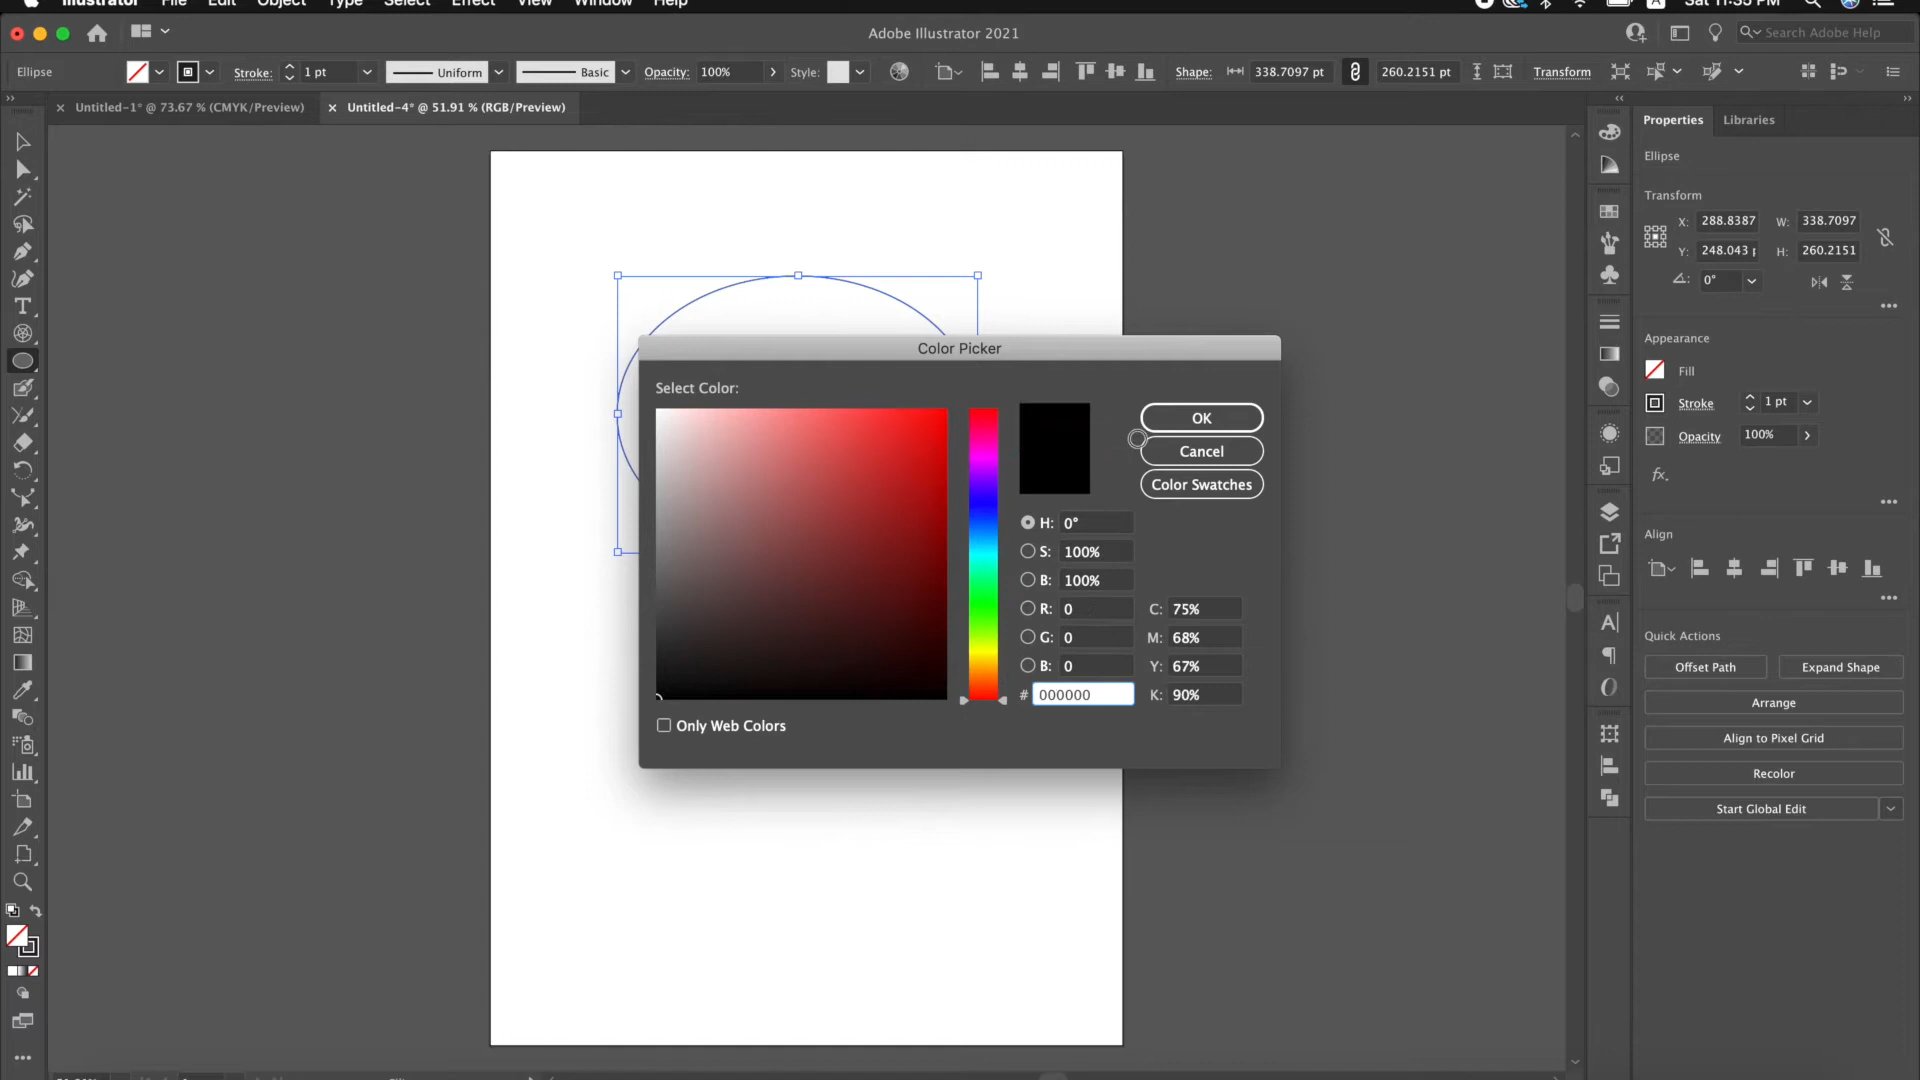 Illustrator File Edit Object Type Select Effect View Window Help
Sat 11:35 PM
Adobe Illustrator 2021
Search Adobe Help
Ellipse
Stroke: 1 pt
Uniform
Basic
Opacity: 100%
Style:
Shape: 338.7097 pt
260.2151 pt
Transform
Untitled-1* @ 73.67 % (CMYK/Preview)
Untitled-4* @ 51.91 % (RGB/Preview)
Color Picker
Select Color:
OK
Cancel
Color Swatches
H: 0°
S: 100%
B: 100%
R: 0
G: 0
B: 0
# 000000
C: 75%
M: 68%
Y: 67%
K: 90%
Only Web Colors
Properties
Libraries
Ellipse
Transform
X: 288.8387
W: 338.7097
Y: 248.043
H: 260.2151
0°
Appearance
Fill
Stroke 1 pt
Opacity 100%
fx.
Align
Quick Actions
Offset Path
Expand Shape
Arrange
Align to Pixel Grid
Recolor
Start Global Edit